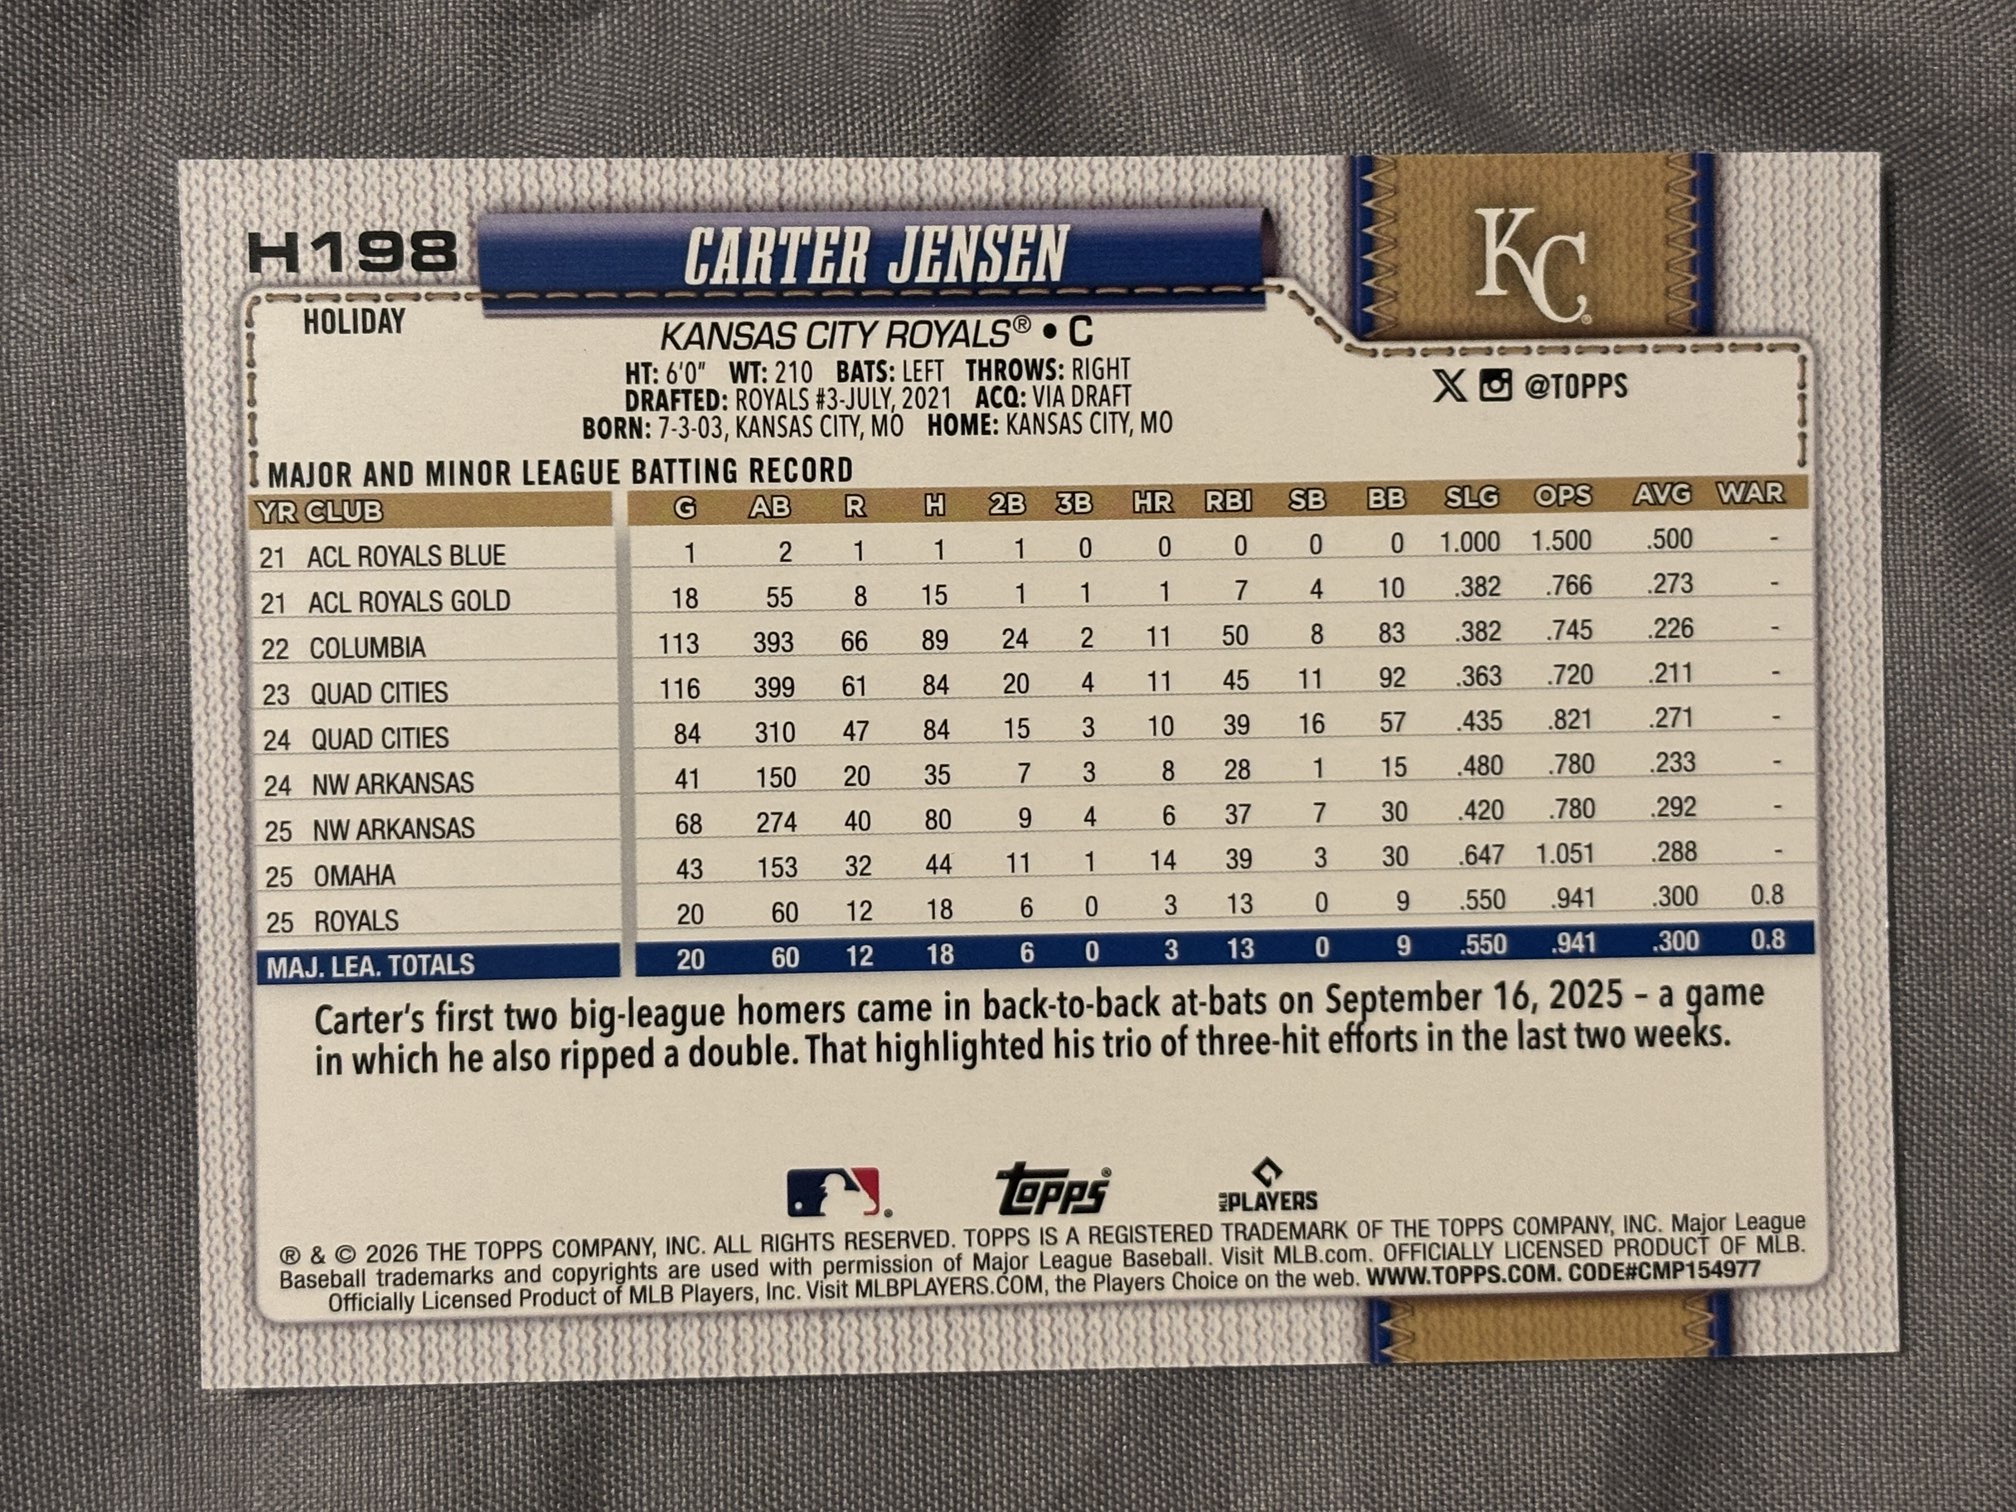 H198
CARTER JENSEN
KC
HOLIDAY
KANSAS CITY ROYALS® • C
HT: 6'0" WT: 210 BATS: LEFT THROWS: RIGHT
DRAFTED: ROYALS #3-JULY, 2021 ACQ: VIA DRAFT
BORN: 7-3-03, KANSAS CITY, MO HOME: KANSAS CITY, MO
@TOPPS
MAJOR AND MINOR LEAGUE BATTING RECORD
YR CLUB G AB R H 2B 3B HR RBI SB BB SLG OPS AVG WAR
21 ACL ROYALS BLUE 1 2 1 1 1 0 0 0 0 0 1.000 1.500 .500 -
21 ACL ROYALS GOLD 18 55 8 15 1 1 1 7 4 10 .382 .766 .273 -
22 COLUMBIA 113 393 66 89 24 2 11 50 8 83 .382 .745 .226 -
23 QUAD CITIES 116 399 61 84 20 4 11 45 11 92 .363 .720 .211 -
24 QUAD CITIES 84 310 47 84 15 3 10 39 16 57 .435 .821 .271 -
24 NW ARKANSAS 41 150 20 35 7 3 8 28 1 15 .480 .780 .233 -
25 NW ARKANSAS 68 274 40 80 9 4 6 37 7 30 .420 .780 .292 -
25 OMAHA 43 153 32 44 11 1 14 39 3 30 .647 1.051 .288 -
25 ROYALS 20 60 12 18 6 0 3 13 0 9 .550 .941 .300 0.8
MAJ. LEA. TOTALS 20 60 12 18 6 0 3 13 0 9 .550 .941 .300 0.8
Carter's first two big-league homers came in back-to-back at-bats on September 16, 2025 – a game
in which he also ripped a double. That highlighted his trio of three-hit efforts in the last two weeks.
Topps®
MLB PLAYERS
® & © 2026 THE TOPPS COMPANY, INC. ALL RIGHTS RESERVED. TOPPS IS A REGISTERED TRADEMARK OF THE TOPPS COMPANY, INC. Major League
Baseball trademarks and copyrights are used with permission of Major League Baseball. Visit MLB.com. OFFICIALLY LICENSED PRODUCT OF MLB.
Officially Licensed Product of MLB Players, Inc. Visit MLBPLAYERS.COM, the Players Choice on the web. WWW.TOPPS.COM. CODE#CMP154977